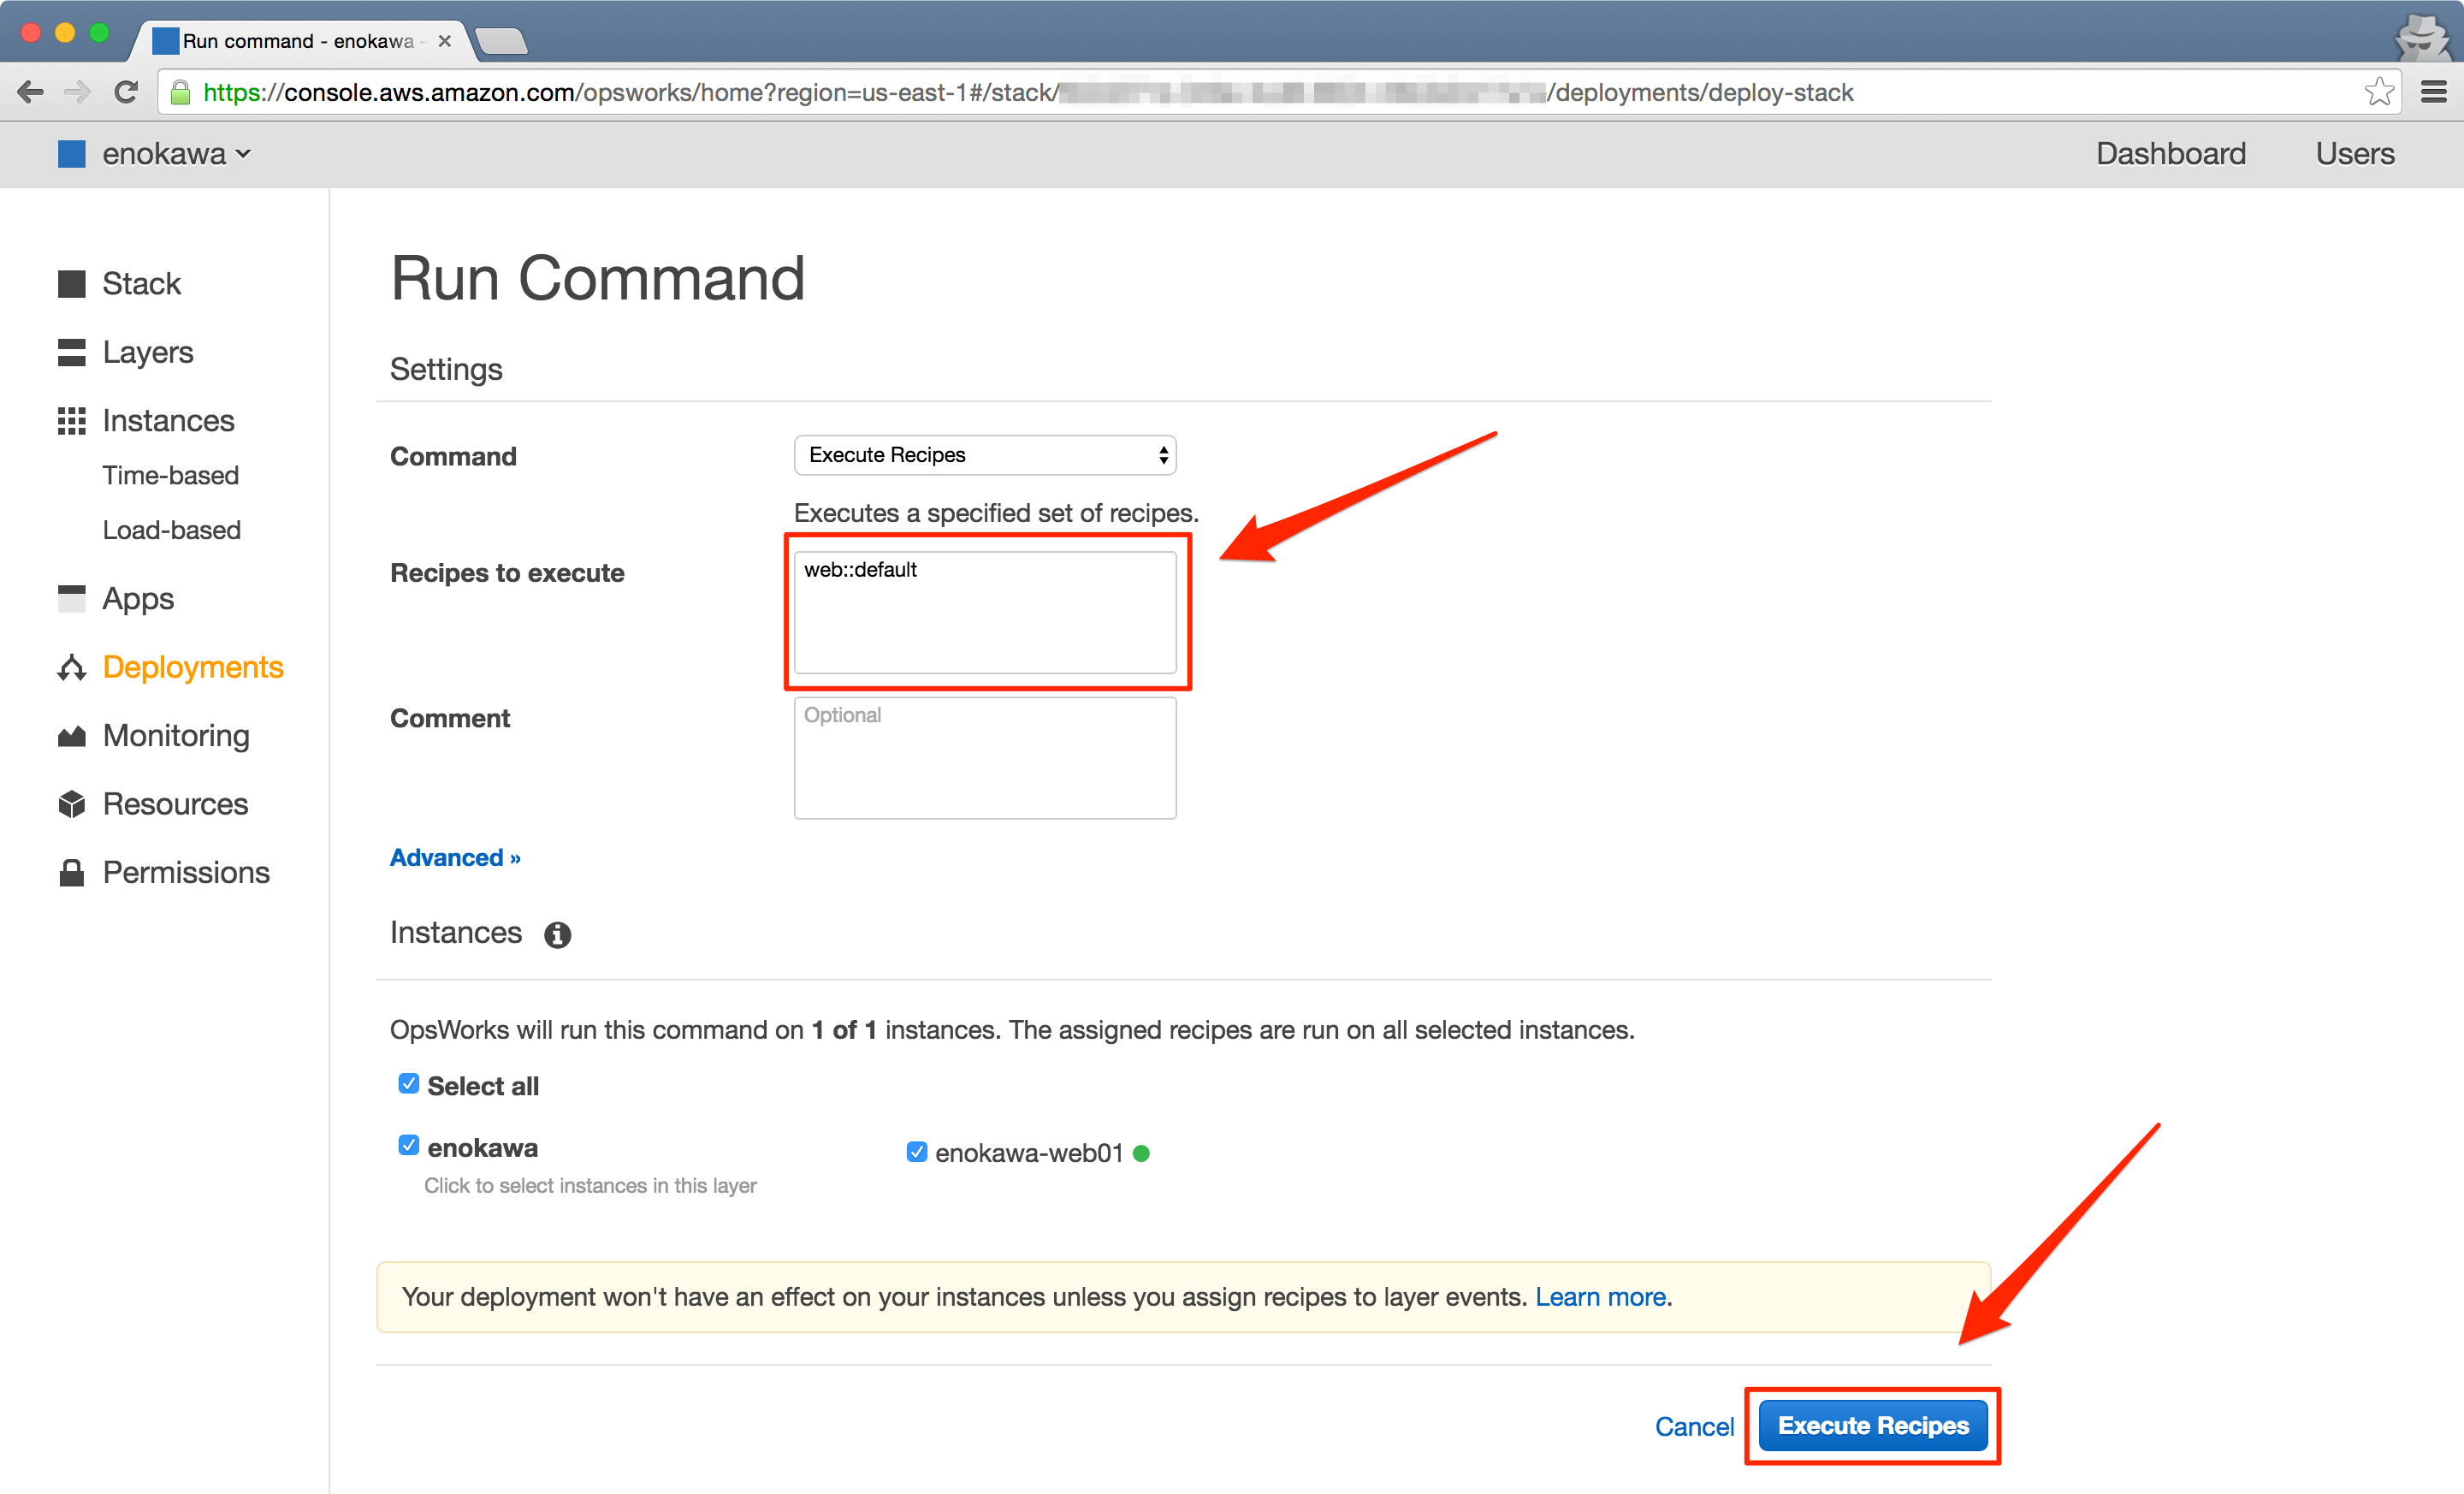 Run command - enokawa -
https://console.aws.amazon.com/opsworks/home?region=us-east-1#/stack/ /deployments/deploy-stack
enokawa
Dashboard
Users
Stack
Layers
Instances
Time-based
Load-based
Apps
Deployments
Monitoring
Resources
Permissions
Run Command
Settings
Command
Execute Recipes
Executes a specified set of recipes.
Recipes to execute
web::default
Comment
Optional
Advanced »
Instances
OpsWorks will run this command on 1 of 1 instances. The assigned recipes are run on all selected instances.
Select all
enokawa
enokawa-web01
Click to select instances in this layer
Your deployment won't have an effect on your instances unless you assign recipes to layer events. Learn more.
Cancel
Execute Recipes